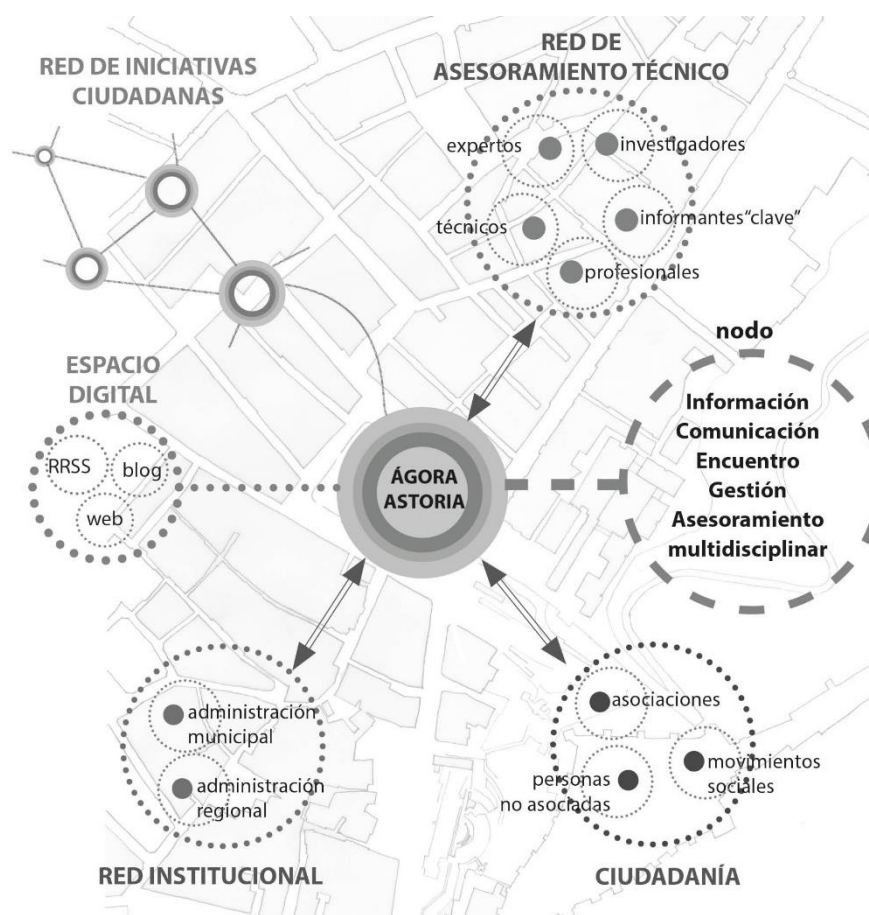 RED DE INICIATIVAS
CIUDADANAS
RED DE
ASESORAMIENTO TÉCNICO
expertos
investigadores
técnicos
informantes"clave"
profesionales
nodo
Información
Comunicación
Encuentro
Gestión
Asesoramiento
multidisciplinar
ESPACIO
DIGITAL
RRSS
blog
web
ÁGORA
ASTORIA
administración
municipal
administración
regional
RED INSTITUCIONAL
asociaciones
personas
no asociadas
movimientos
sociales
CIUDADANÍA